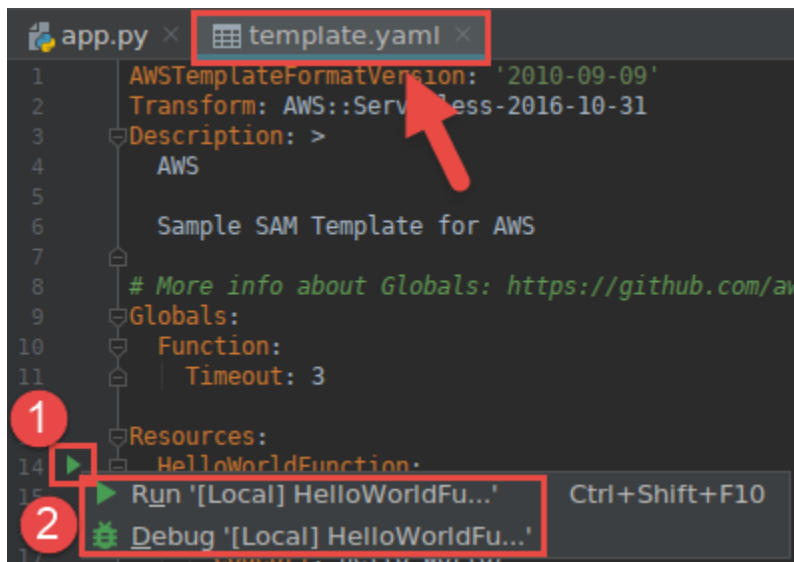 app.py
template.yaml
1 AWSTemplateFormatVersion: '2010-09-09'
2 Transform: AWS::Serv less-2016-10-31
3 Description: >
4 AWS
5
6 Sample SAM Template for AWS
7
8 # More info about Globals: https://github.com/aw
9 Globals:
10 Function:
11 Timeout: 3
1
Resources:
14 HelloWorldFunction:
15
Run '[Local] HelloWorldFu...' Ctrl+Shift+F10
2
Debug '[Local] HelloWorldFu...'
17